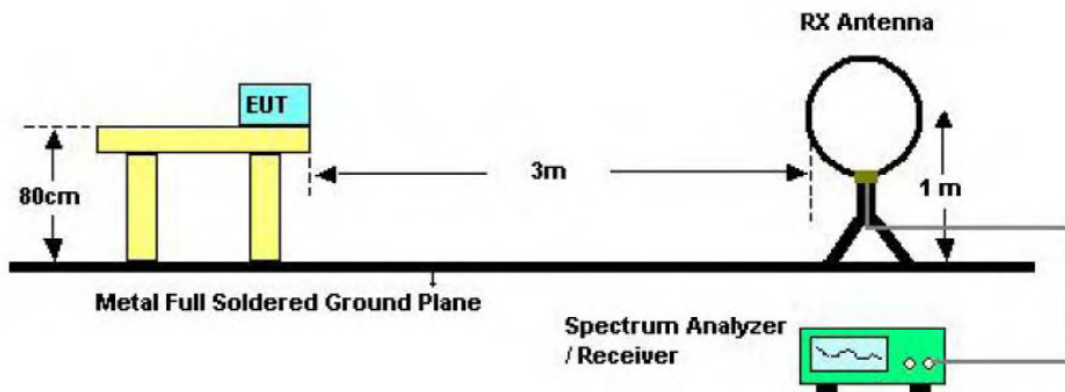 RX Antenna
EUT
80cm
3m
1 m
Metal Full Soldered Ground Plane
Spectrum Analyzer
/ Receiver